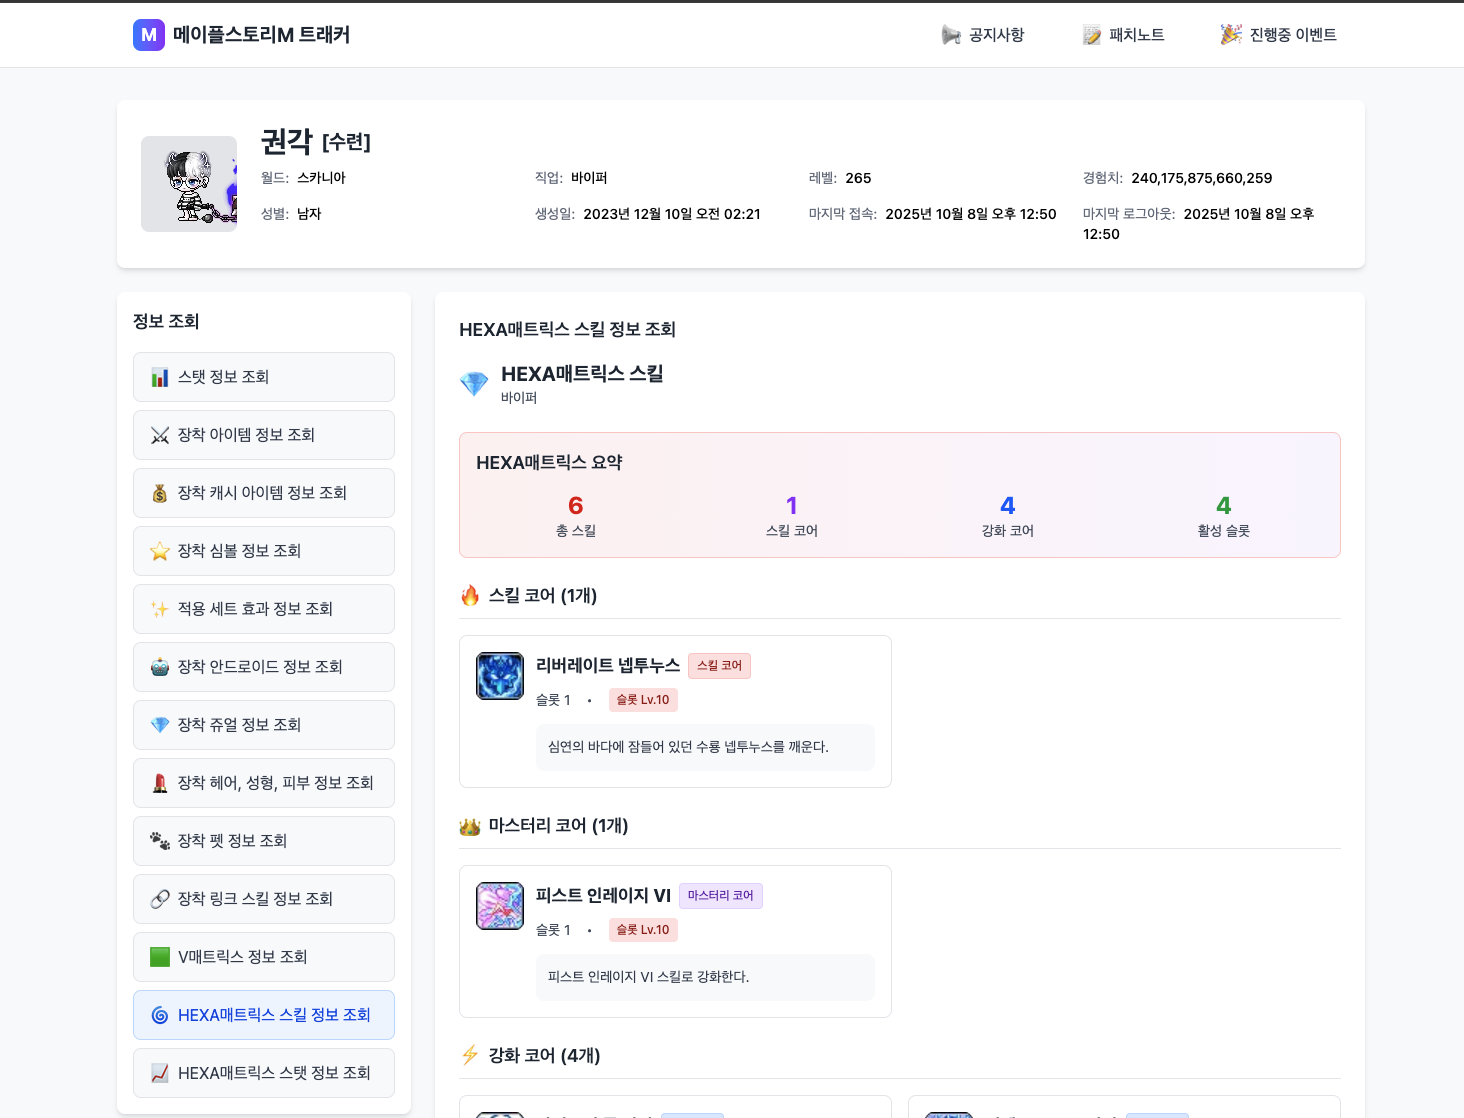 M 메이플스토리M 트래커
공지사항
패치노트
진행중 이벤트
권각 [수련]
월드: 스카니아
직업: 바이퍼
레벨: 265
경험치: 240,175,875,660,259
성별: 남자
생성일: 2023년 12월 10일 오전 02:21
마지막 접속: 2025년 10월 8일 오후 12:50
마지막 로그아웃: 2025년 10월 8일 오후
12:50
정보 조회
스탯 정보 조회
장착 아이템 정보 조회
장착 캐시 아이템 정보 조회
장착 심볼 정보 조회
적용 세트 효과 정보 조회
장착 안드로이드 정보 조회
장착 쥬얼 정보 조회
장착 헤어, 성형, 피부 정보 조회
장착 펫 정보 조회
장착 링크 스킬 정보 조회
V매트릭스 정보 조회
HEXA매트릭스 스킬 정보 조회
HEXA매트릭스 스탯 정보 조회
HEXA매트릭스 스킬 정보 조회
HEXA매트릭스 스킬
바이퍼
HEXA매트릭스 요약
6
총 스킬
1
스킬 코어
4
강화 코어
4
활성 슬롯
스킬 코어 (1개)
리버레이트 넵투누스 스킬 코어
슬롯 1 • 슬롯 Lv.10
심연의 바다에 잠들어 있던 수룡 넵투누스를 깨운다.
마스터리 코어 (1개)
피스트 인레이지 VI 마스터리 코어
슬롯 1 • 슬롯 Lv.10
피스트 인레이지 VI 스킬로 강화한다.
강화 코어 (4개)